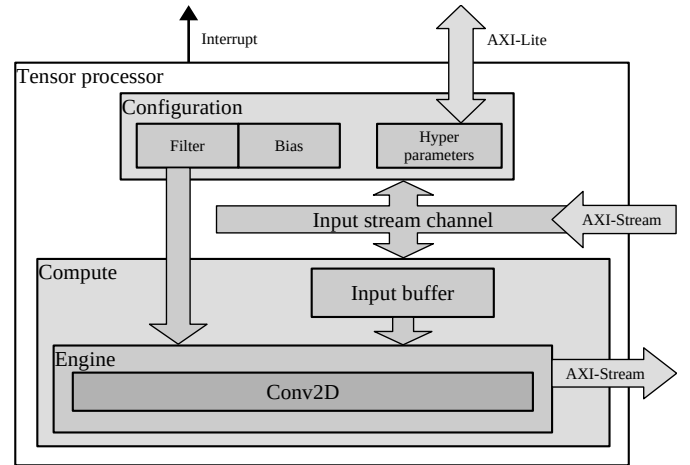 Interrupt
AXI-Lite
Tensor processor
Configuration
Filter
Bias
Hyper
parameters
Input stream channel
AXI-Stream
Compute
Input buffer
Engine
AXI-Stream
Conv2D